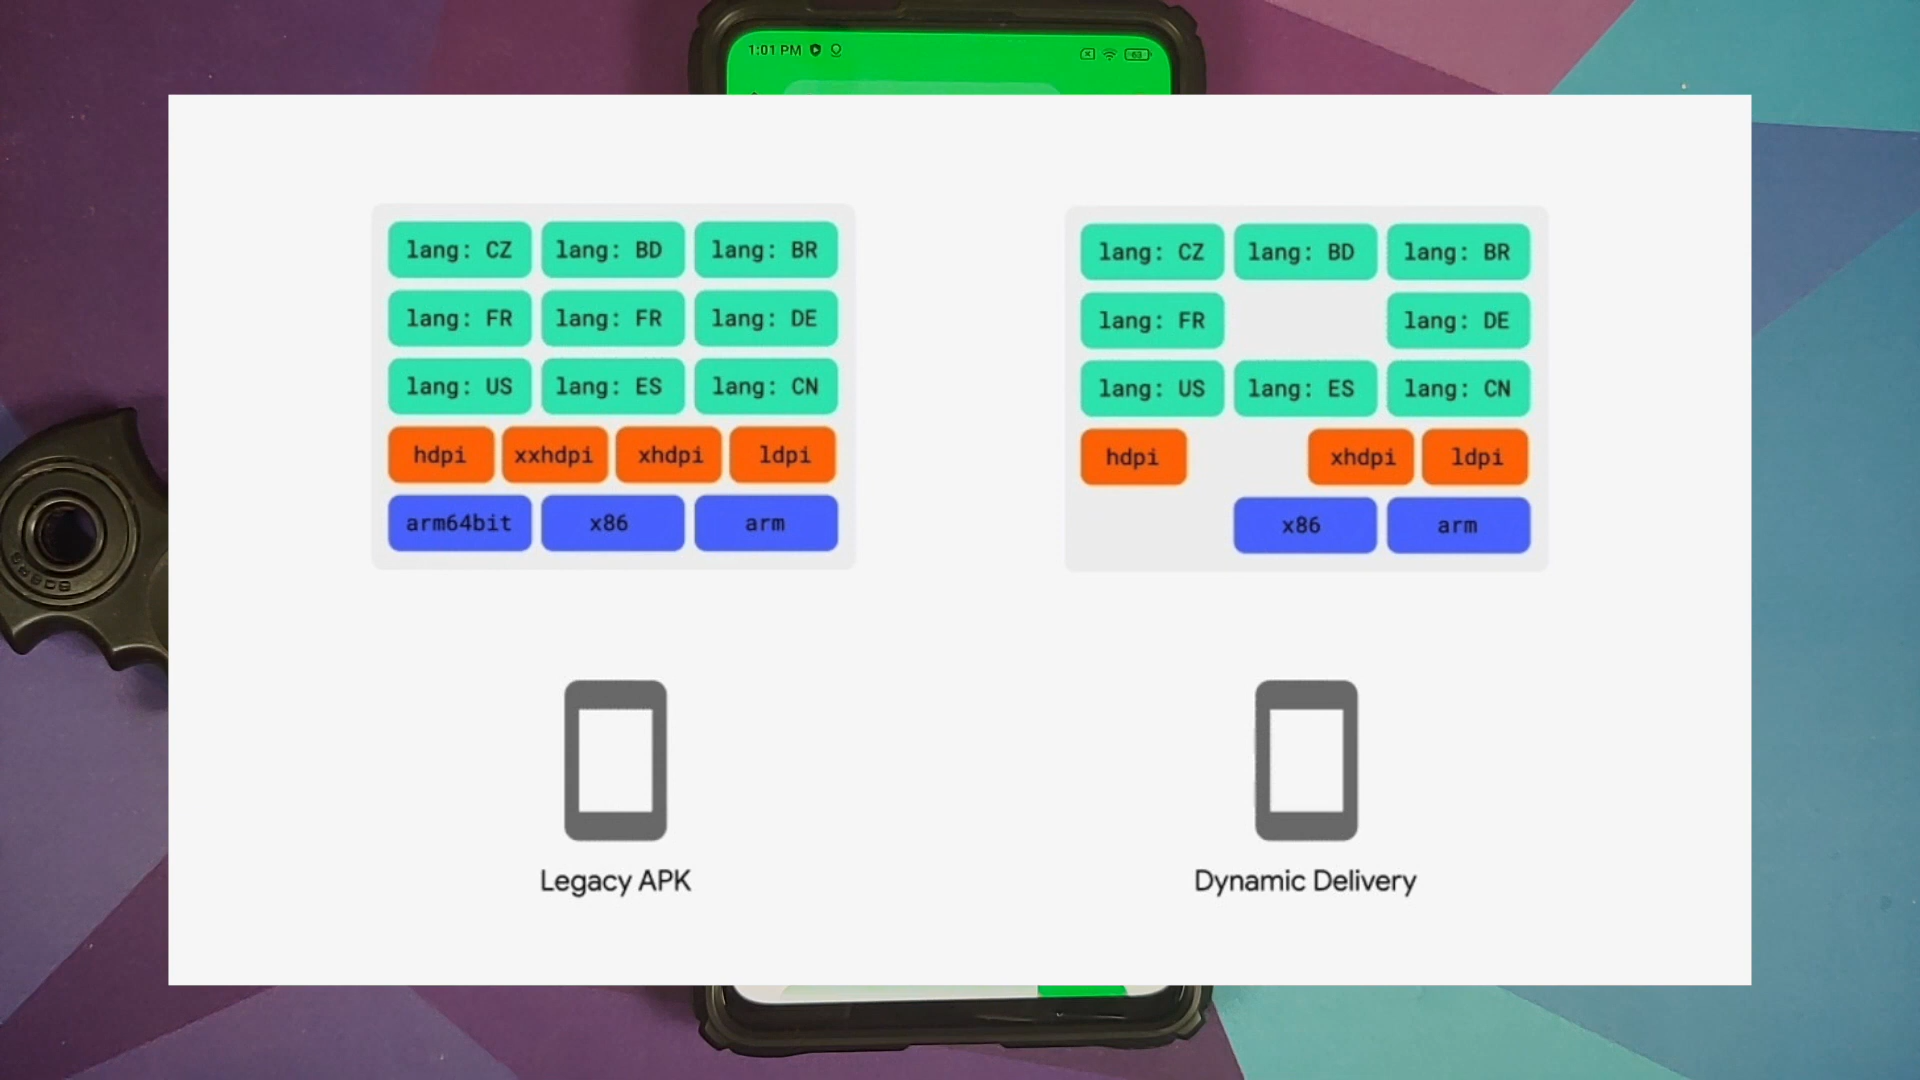 1:01 PM
63
lang: CZ lang: BD lang: BR
lang: FR lang: FR lang: DE
lang: US lang: ES lang: CN
hdpi xxhdpi xhdpi ldpi
arm64bit x86 arm
Legacy APK
lang: CZ lang: BD lang: BR
lang: FR lang: DE
lang: US lang: ES lang: CN
hdpi xhdpi ldpi
x86 arm
Dynamic Delivery